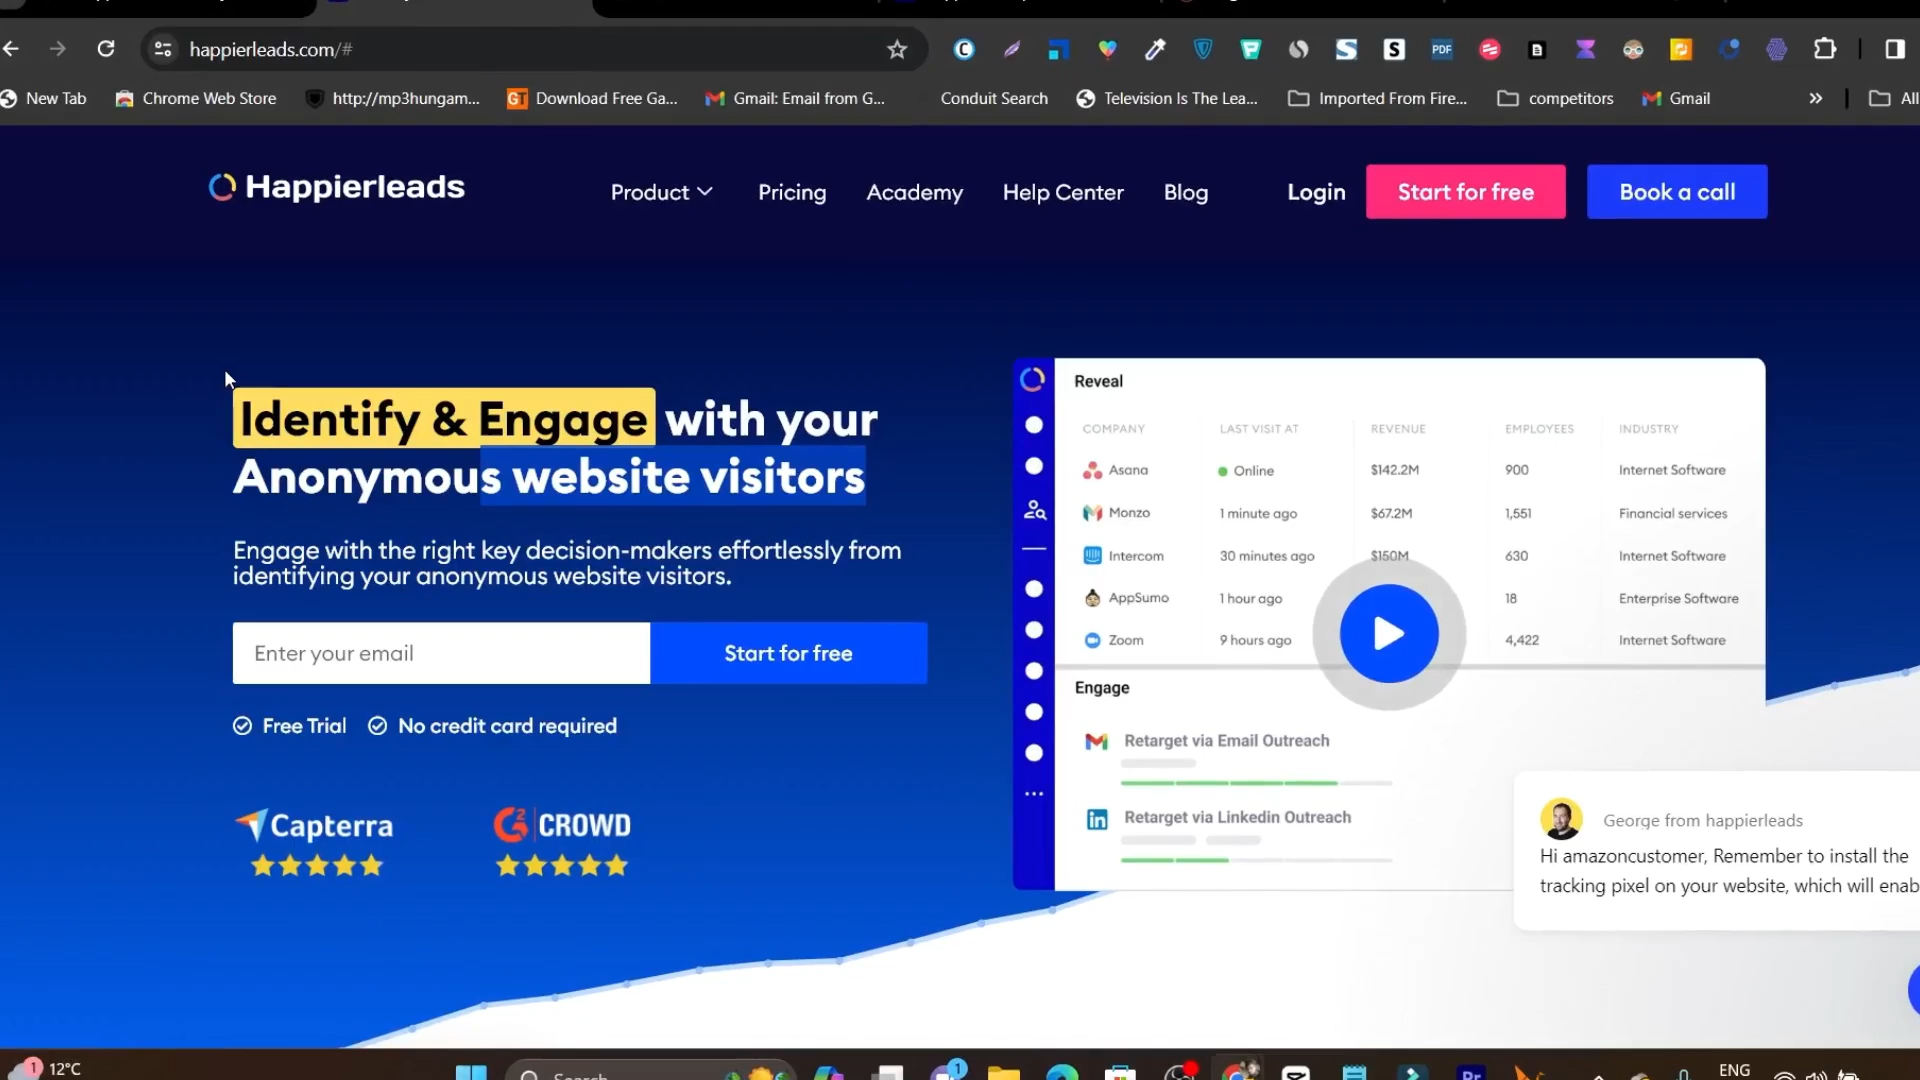 happierleads.com/#
New Tab
Chrome Web Store
http://mp3hungam...
Download Free Ga...
Gmail: Email from G...
Conduit Search
Television Is The Lea...
Imported From Fire...
competitors
Gmail
All
Happierleads
Product
Pricing
Academy
Help Center
Blog
Login
Start for free
Book a call
Identify & Engage with your
Anonymous website visitors
Engage with the right key decision-makers effortlessly from
identifying your anonymous website visitors.
Enter your email
Start for free
Free Trial
No credit card required
Capterra
G2 CROWD
Reveal
COMPANY LAST VISIT AT REVENUE EMPLOYEES INDUSTRY
Asana Online $142.2M 900 Internet Software
Monzo 1 minute ago $67.2M 1,551 Financial services
Intercom 30 minutes ago $150M 630 Internet Software
AppSumo 1 hour ago 18 Enterprise Software
Zoom 9 hours ago 4,422 Internet Software
Engage
Retarget via Email Outreach
Retarget via Linkedin Outreach
George from happierleads
Hi amazoncustomer, Remember to install the
tracking pixel on your website, which will enab
1
12°C
Search
1
ENG